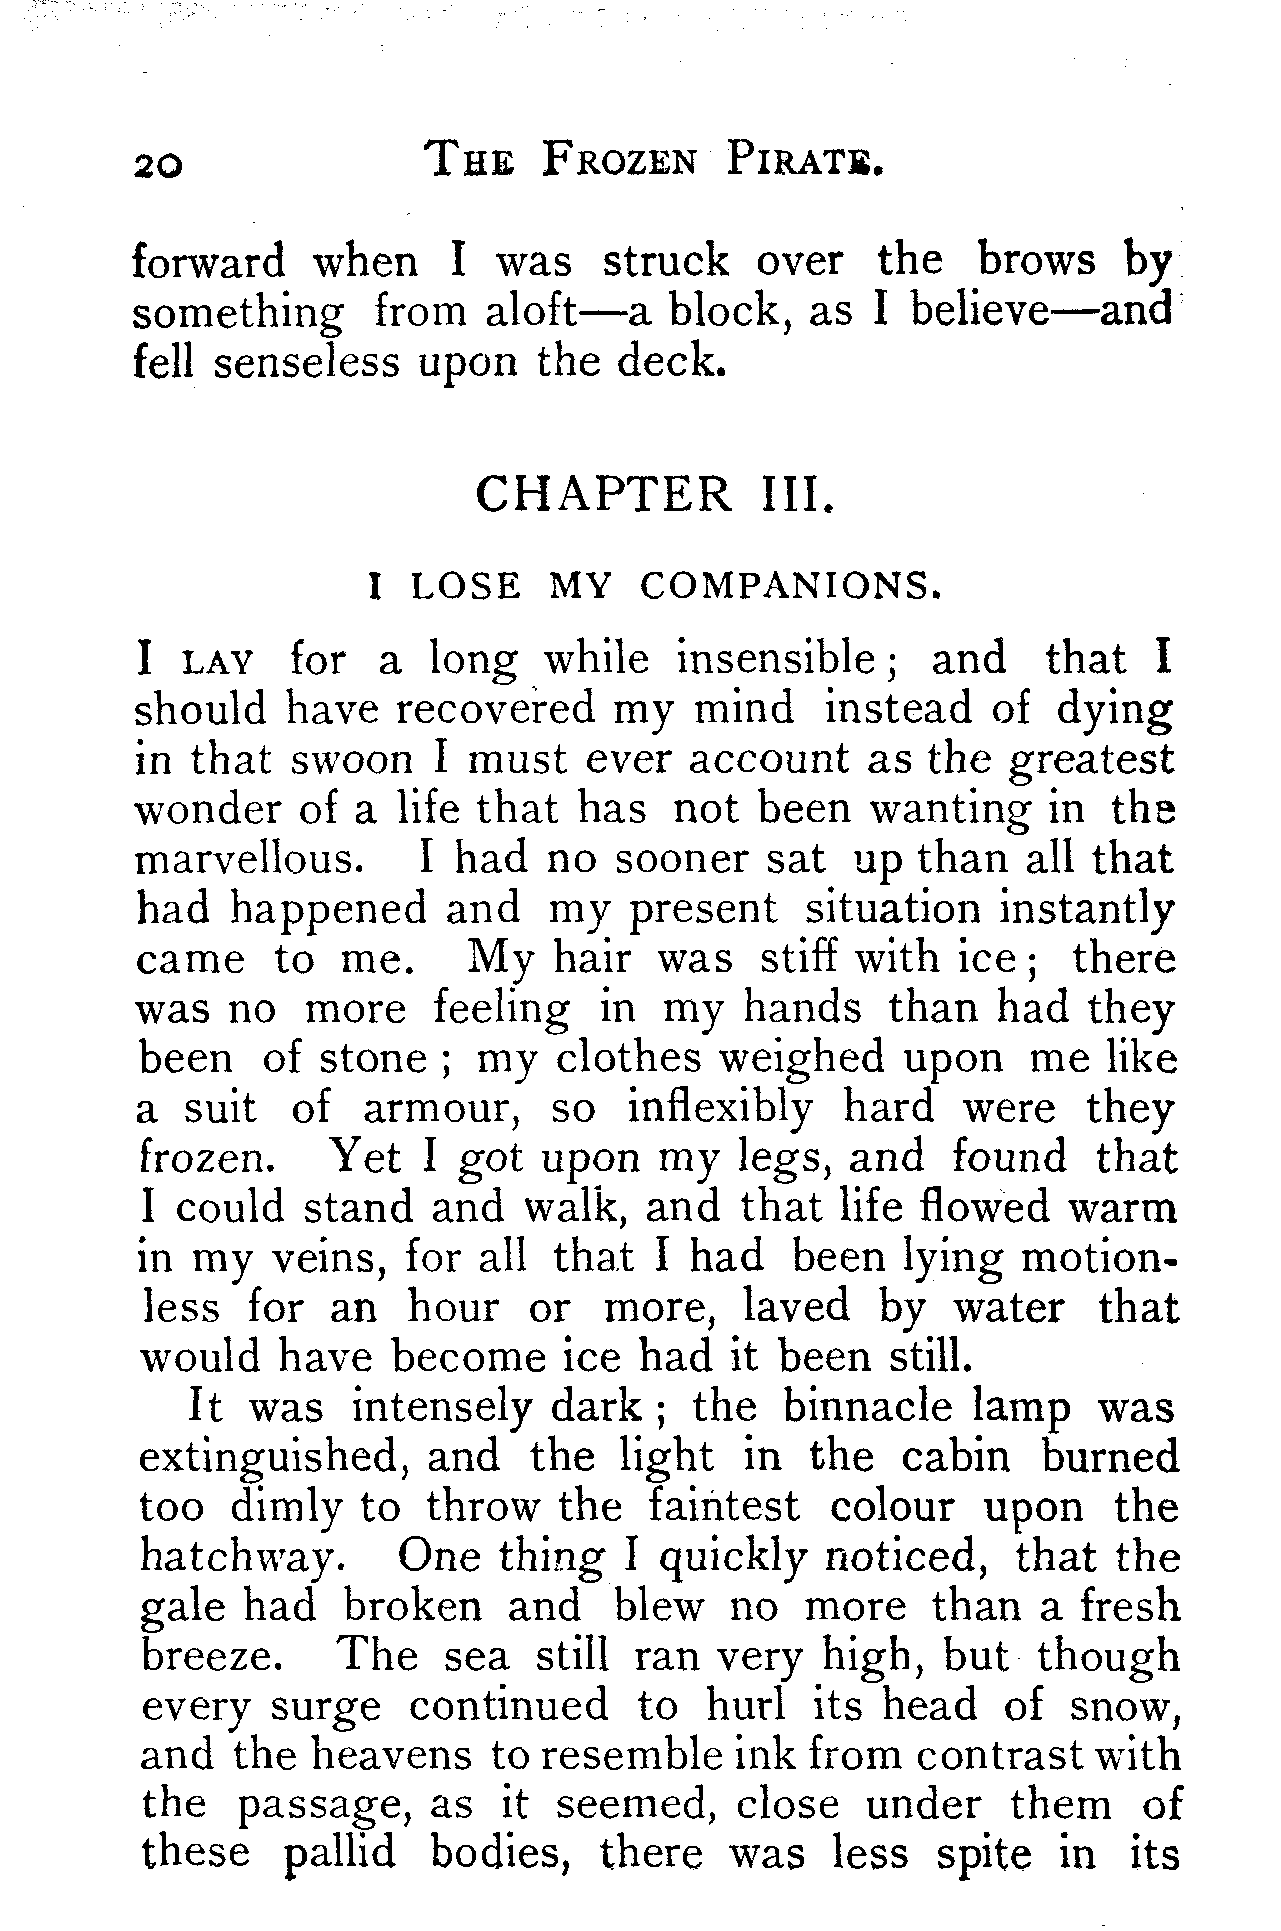 20 THE FROZEN PIRATE.
forward when I was struck over the brows by
something from aloft—a block, as I believe—and
fell senseless upon the deck.
CHAPTER III.
I LOSE MY COMPANIONS.
I LAY for a long while insensible; and that I
should have recovered my mind instead of dying
in that swoon I must ever account as the greatest
wonder of a life that has not been wanting in the
marvellous. I had no sooner sat up than all that
had happened and my present situation instantly
came to me. My hair was stiff with ice; there
was no more feeling in my hands than had they
been of stone; my clothes weighed upon me like
a suit of armour, so inflexibly hard were they
frozen. Yet I got upon my legs, and found that
I could stand and walk, and that life flowed warm
in my veins, for all that I had been lying motion-
less for an hour or more, laved by water that
would have become ice had it been still.
It was intensely dark; the binnacle lamp was
extinguished, and the light in the cabin burned
too dimly to throw the faintest colour upon the
hatchway. One thing I quickly noticed, that the
gale had broken and blew no more than a fresh
breeze. The sea still ran very high, but though
every surge continued to hurl its head of snow,
and the heavens to resemble ink from contrast with
the passage, as it seemed, close under them of
these pallid bodies, there was less spite in its